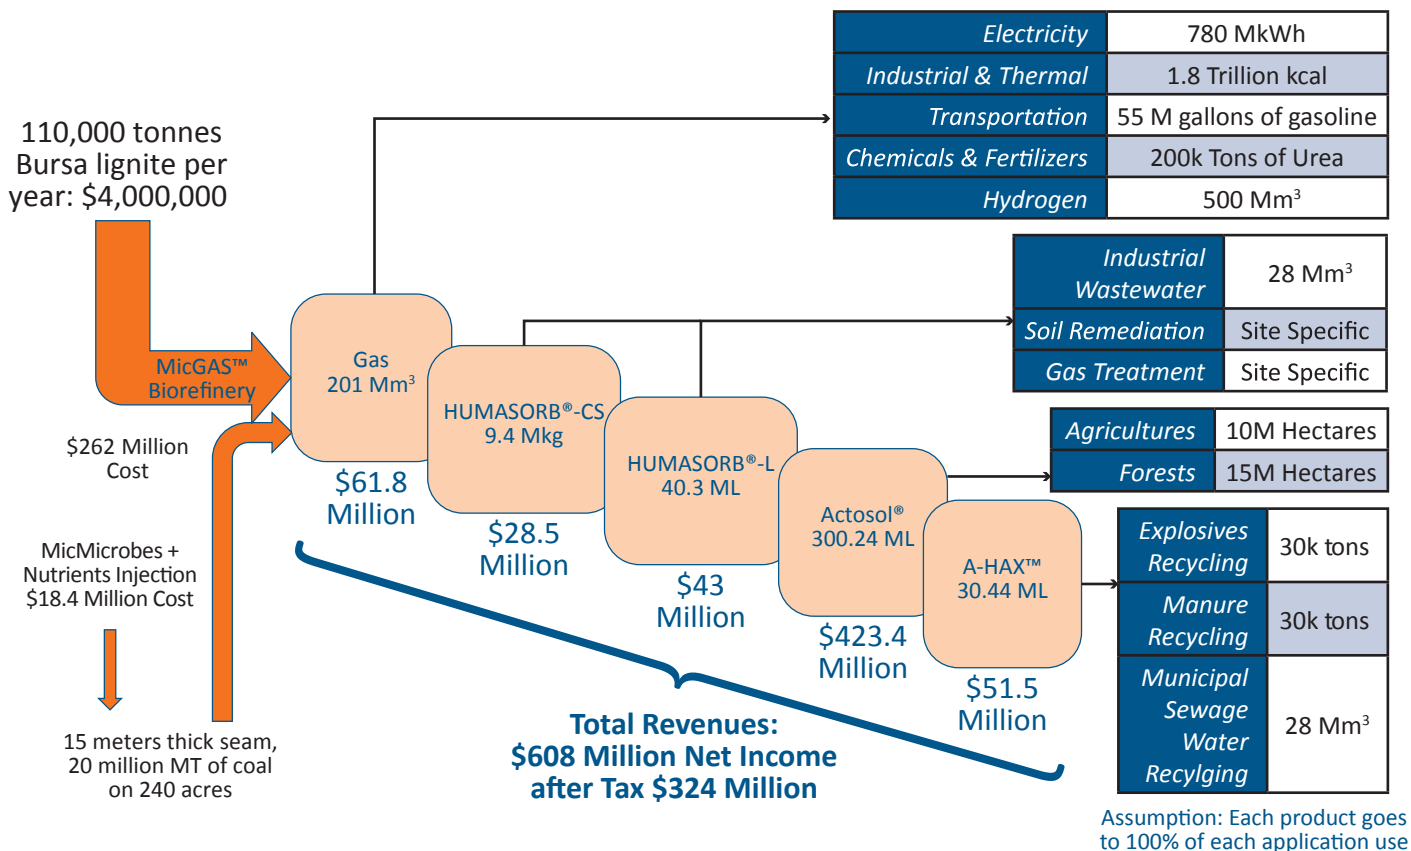 110,000 tonnes
Bursa lignite per
year: $4,000,000
MicGAS™
Biorefinery
$262 Million
Cost
MicMicrobes +
Nutrients Injection
$18.4 Million Cost
15 meters thick seam,
20 million MT of coal
on 240 acres
Gas
201 Mm³
$61.8
Million
HUMASORB®-CS
9.4 Mkg
$28.5
Million
HUMASORB®-L
40.3 ML
$43
Million
Actosol®
300.24 ML
$423.4
Million
A-HAX™
30.44 ML
$51.5
Million
Total Revenues:
$608 Million Net Income
after Tax $324 Million
Electricity 780 MkWh
Industrial & Thermal 1.8 Trillion kcal
Transportation 55 M gallons of gasoline
Chemicals & Fertilizers 200k Tons of Urea
Hydrogen 500 Mm³
Industrial
Wastewater
28 Mm³
Soil Remediation Site Specific
Gas Treatment Site Specific
Agricultures 10M Hectares
Forests 15M Hectares
Explosives
Recycling
30k tons
Manure
Recycling
30k tons
Municipal
Sewage
Water
Recylging
28 Mm³
Assumption: Each product goes
to 100% of each application use